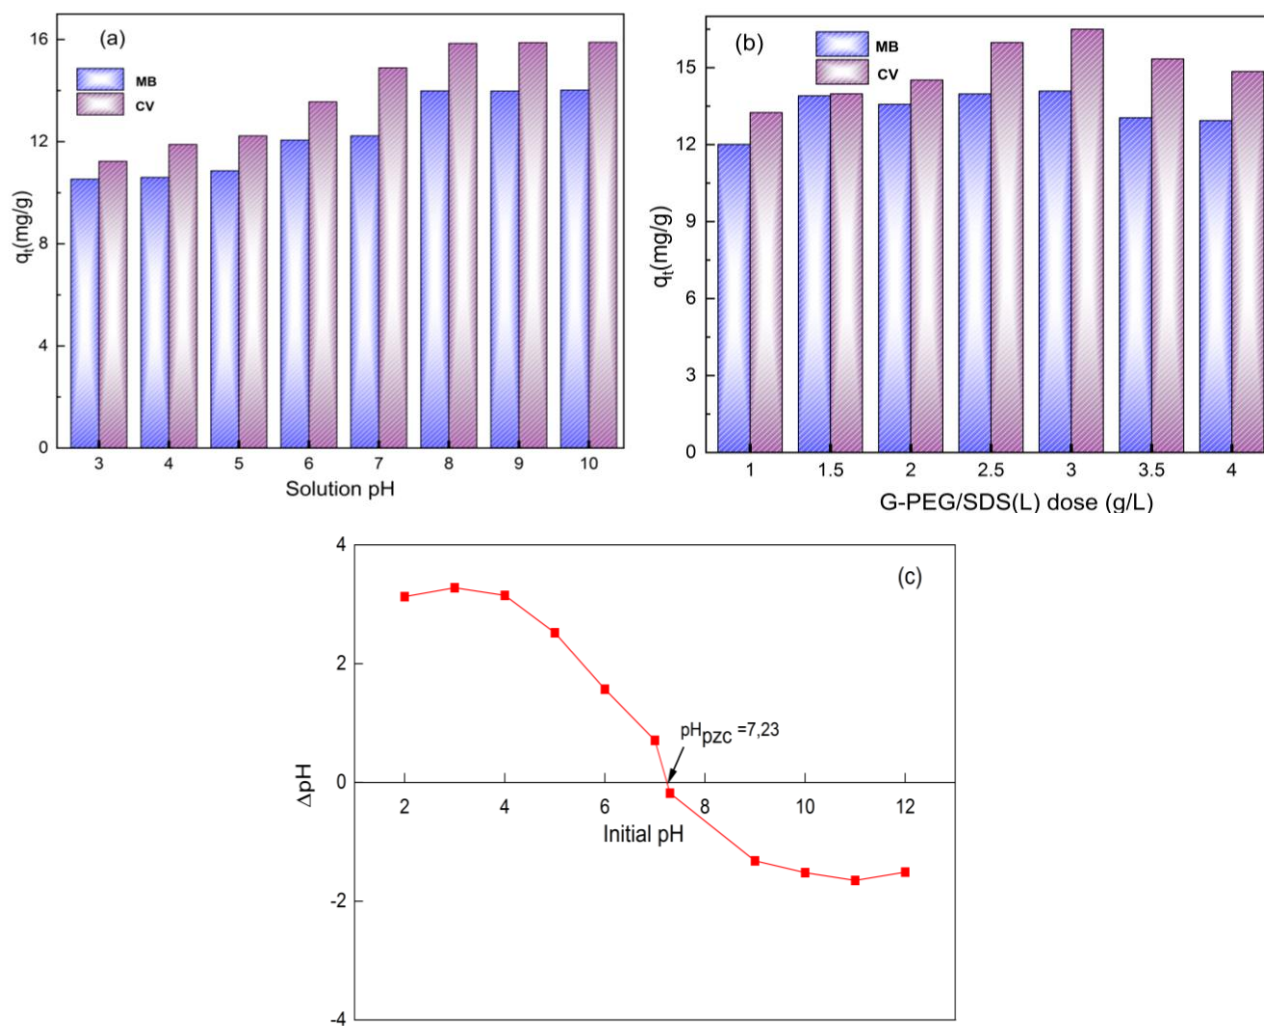 (a)
MB
CV
16
12
8
4
0
qt(mg/g)
3 4 5 6 7 8 9 10
Solution pH
(b)
MB
CV
15
12
9
6
3
0
qt(mg/g)
1 1.5 2 2.5 3 3.5 4
G-PEG/SDS(L) dose (g/L)
(c)
4
2
0
-2
-4
ΔpH
pHpzc =7,23
2 4 6 8 10 12
Initial pH